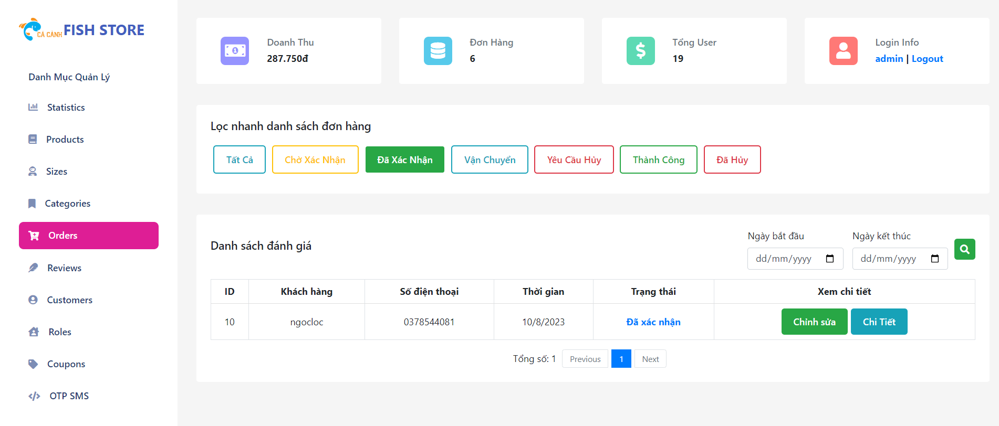 CÁ CẢNH FISH STORE
Danh Mục Quản Lý
Statistics
Products
Sizes
Categories
Orders
Reviews
Customers
Roles
Coupons
OTP SMS
Doanh Thu
287.750đ
Đơn Hàng
6
Tổng User
19
Login Info
admin | Logout
Lọc nhanh danh sách đơn hàng
Tất Cả Chờ Xác Nhận Đã Xác Nhận Vận Chuyển Yêu Cầu Hủy Thành Công Đã Hủy
Danh sách đánh giá
Ngày bắt đầu Ngày kết thúc
dd/mm/yyyy dd/mm/yyyy
ID Khách hàng Số điện thoại Thời gian Trạng thái Xem chi tiết
10 ngocloc 0378544081 10/8/2023 Đã xác nhận Chỉnh sửa Chi Tiết
Tổng số: 1 Previous 1 Next